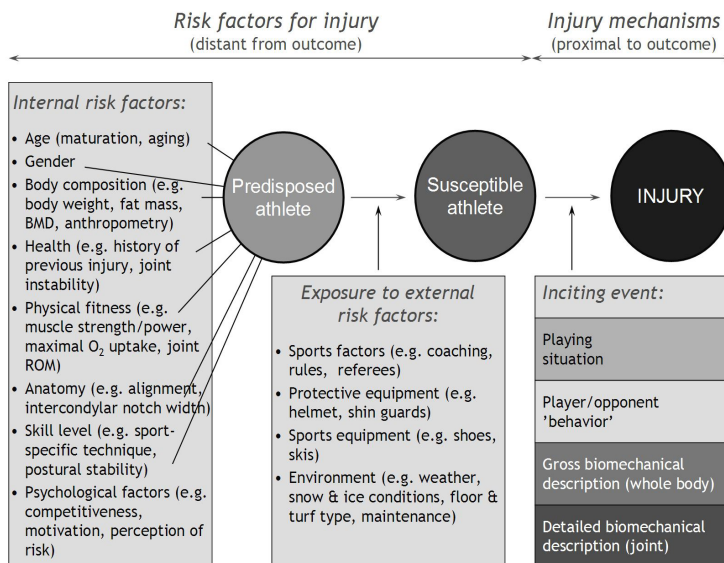 Risk factors for injury
(distant from outcome)
Injury mechanisms
(proximal to outcome)
Internal risk factors:
• Age (maturation, aging)
• Gender
• Body composition (e.g.
body weight, fat mass,
BMD, anthropometry)
• Health (e.g. history of
previous injury, joint
instability)
• Physical fitness (e.g.
muscle strength/power,
maximal O₂ uptake, joint
ROM)
• Anatomy (e.g. alignment,
intercondylar notch width)
• Skill level (e.g. sport-
specific technique,
postural stability)
• Psychological factors (e.g.
competitiveness,
motivation, perception of
risk)
Predisposed
athlete
Susceptible
athlete
INJURY
Exposure to external
risk factors:
• Sports factors (e.g. coaching,
rules, referees)
• Protective equipment (e.g.
helmet, shin guards)
• Sports equipment (e.g. shoes,
skis)
• Environment (e.g. weather,
snow & ice conditions, floor &
turf type, maintenance)
Inciting event:
Playing
situation
Player/opponent
’behavior’
Gross biomechanical
description (whole body)
Detailed biomechanical
description (joint)